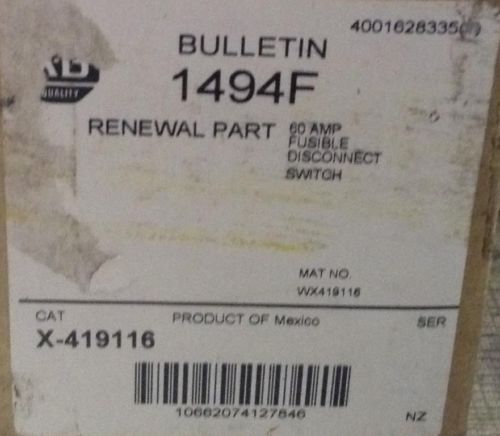 4001628335
BULLETIN
1494F
QUALITY
RENEWAL PART
60 AMP
FUSIBLE
DISCONNECT
SWITCH
MAT NO.
WX419116
CAT
PRODUCT OF Mexico
SER
X-419116
10662074127846
NZ